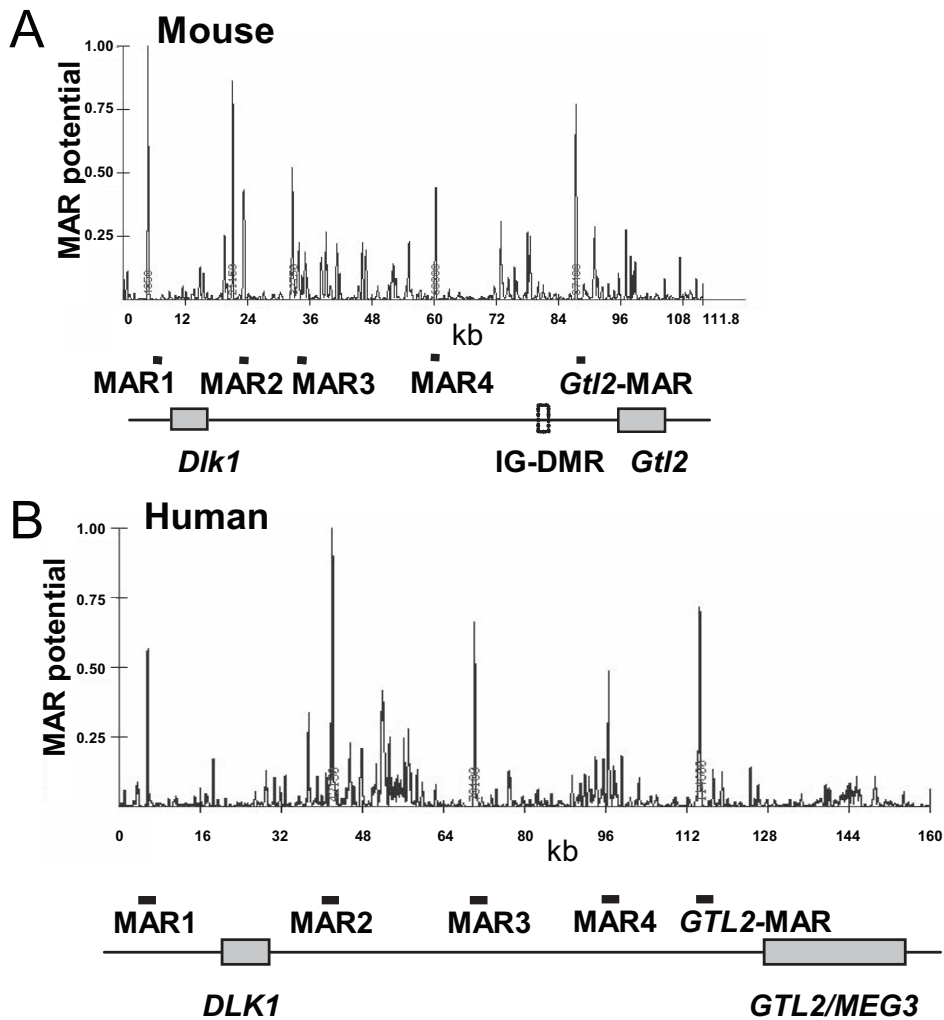 A Mouse
MAR potential
1.00
0.75
0.50
0.25
0 12 24 36 48 60 72 84 96 108 111.8
kb
MAR1 MAR2 MAR3 MAR4 Gtl2-MAR
Dlk1 IG-DMR Gtl2
B Human
MAR potential
1.00
0.75
0.50
0.25
0 16 32 48 64 80 96 112 128 144 160
kb
MAR1 MAR2 MAR3 MAR4 GTL2-MAR
DLK1 GTL2/MEG3